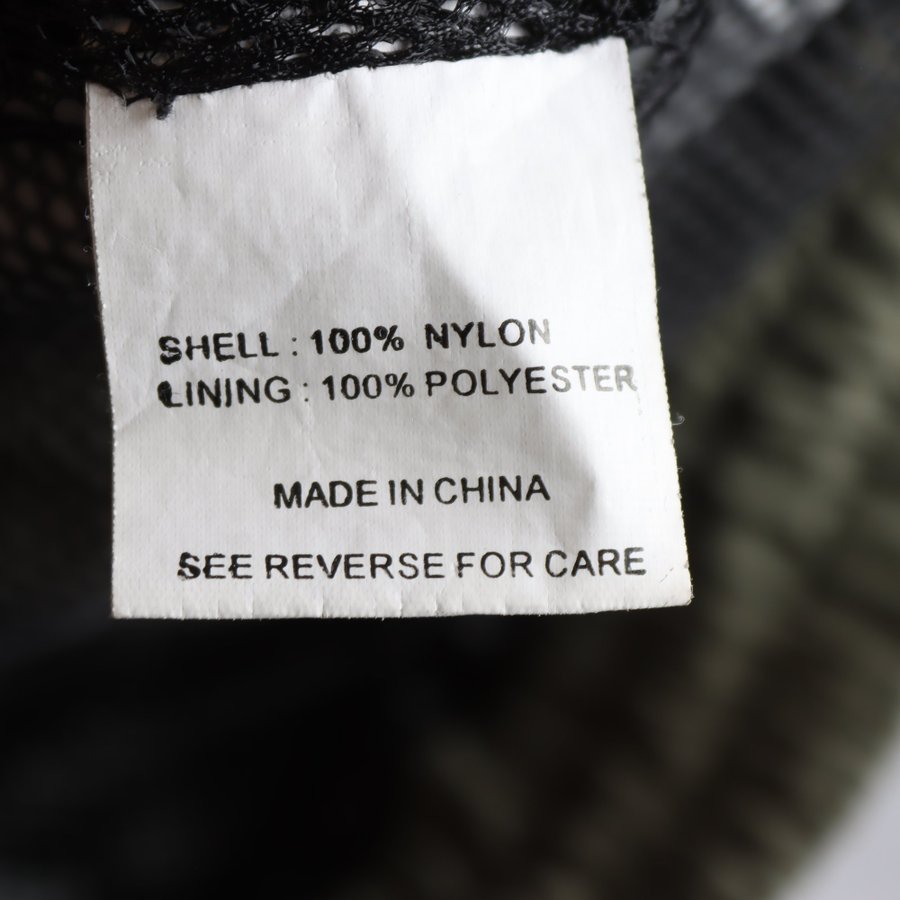 SHELL : 100% NYLON
LINING : 100% POLYESTER
MADE IN CHINA
SEE REVERSE FOR CARE